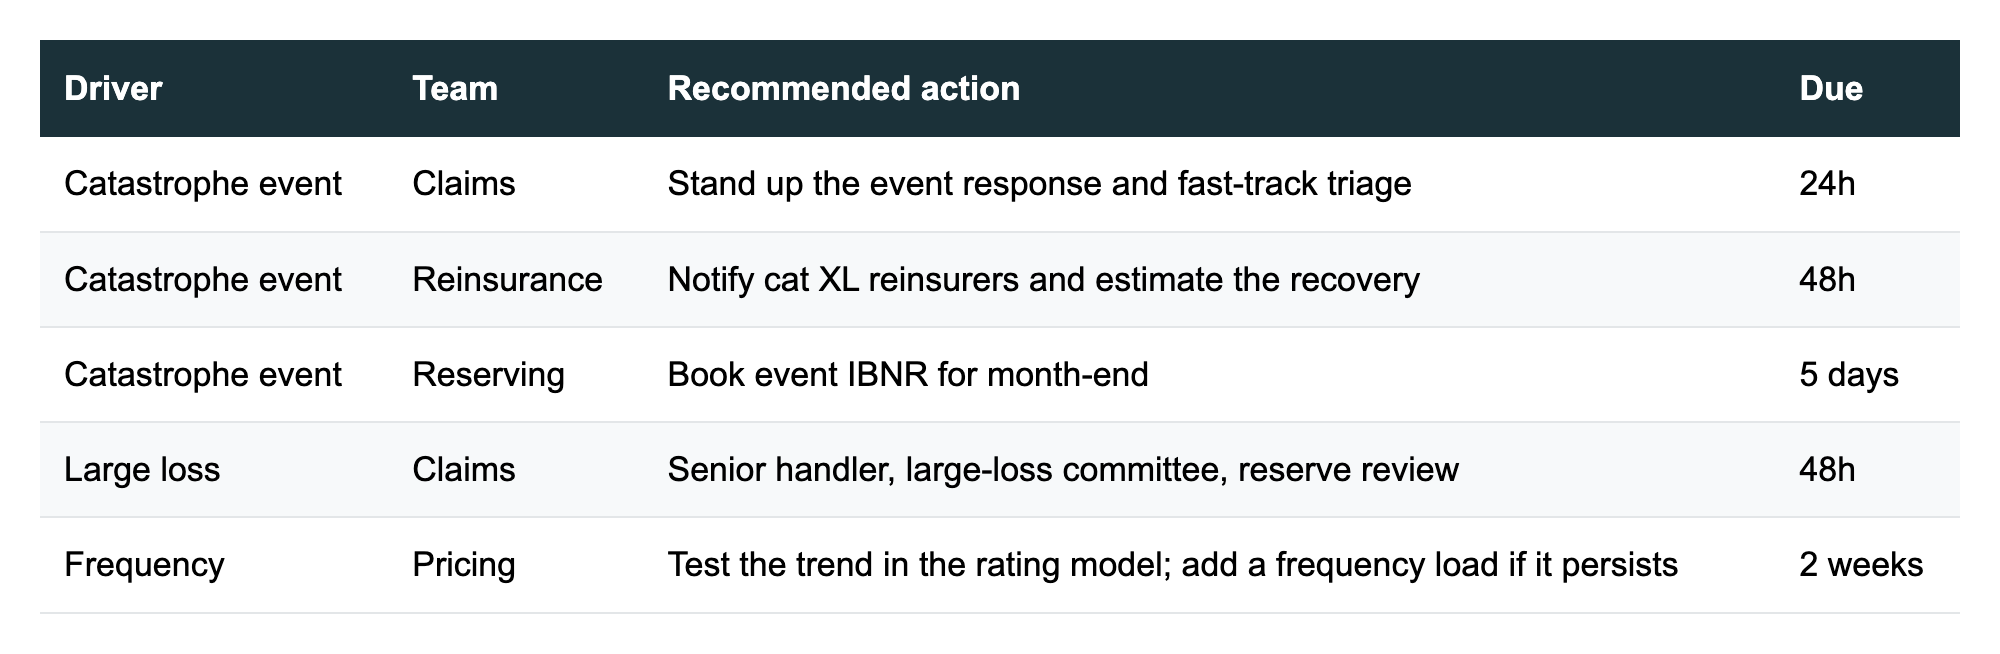 Driver Team Recommended action Due
Catastrophe event Claims Stand up the event response and fast-track triage 24h
Catastrophe event Reinsurance Notify cat XL reinsurers and estimate the recovery 48h
Catastrophe event Reserving Book event IBNR for month-end 5 days
Large loss Claims Senior handler, large-loss committee, reserve review 48h
Frequency Pricing Test the trend in the rating model; add a frequency load if it persists 2 weeks